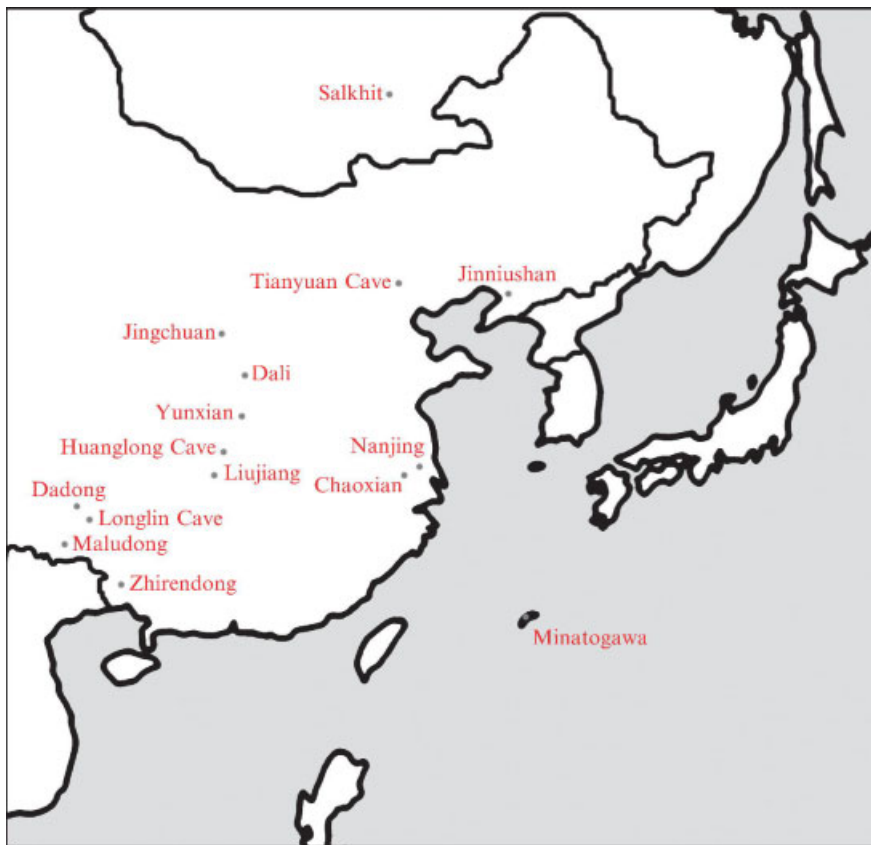 Salkhit
Tianyuan Cave
Jinniushan
Jingchuan
Dali
Yunxian
Huanglong Cave
Nanjing
Liujiang
Chaoxian
Dadong
Longlin Cave
Maludong
Zhirendong
Minatogawa